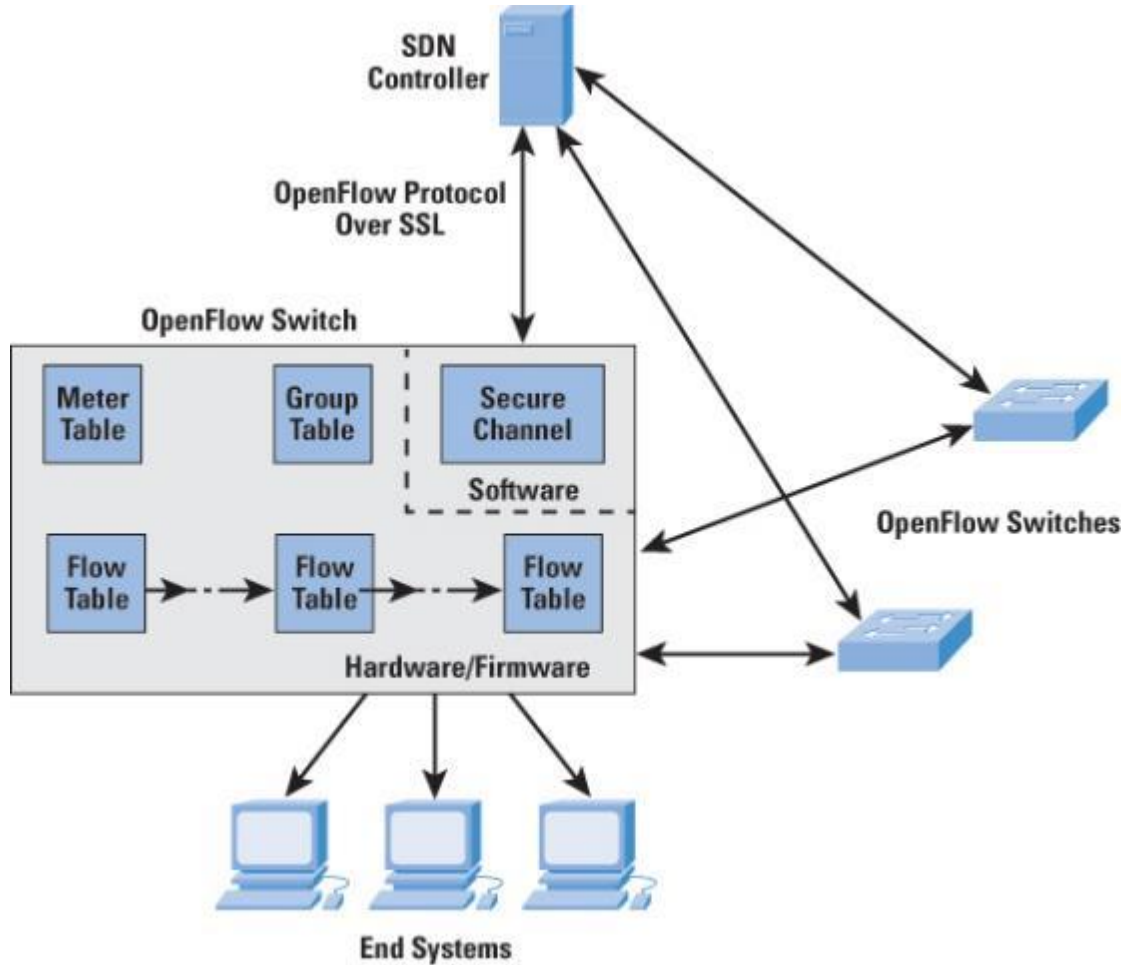 SDN
Controller
OpenFlow Protocol
Over SSL
OpenFlow Switch
Meter
Table
Group
Table
Secure
Channel
Software
Flow
Table
Flow
Table
Flow
Table
Hardware/Firmware
OpenFlow Switches
End Systems